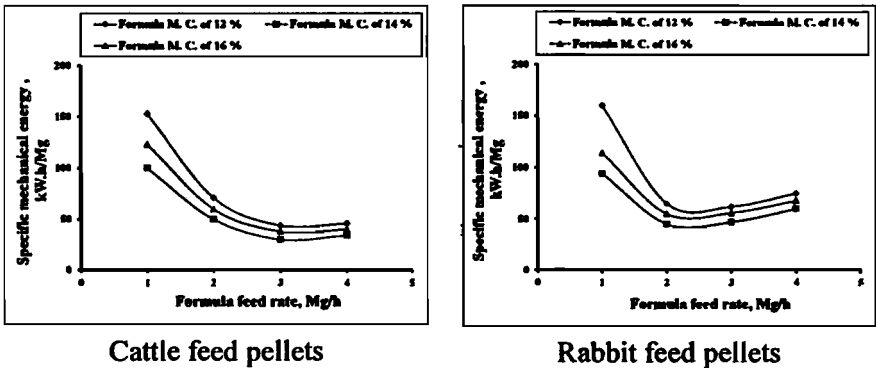 Formula M. C. of 12 % Formula M. C. of 14 %
Formula M. C. of 16 %
Specific mechanical energy ,
kW.h/Mg
200
150
100
50
0
0 1 2 3 4 5
Formula feed rate, Mg/h
Cattle feed pellets
Formula M. C. of 12 % Formula M. C. of 14 %
Formula M. C. of 16 %
Specific mechanical energy ,
kW.h/Mg
200
150
100
50
0
0 1 2 3 4 5
Formula feed rate, Mg/h
Rabbit feed pellets